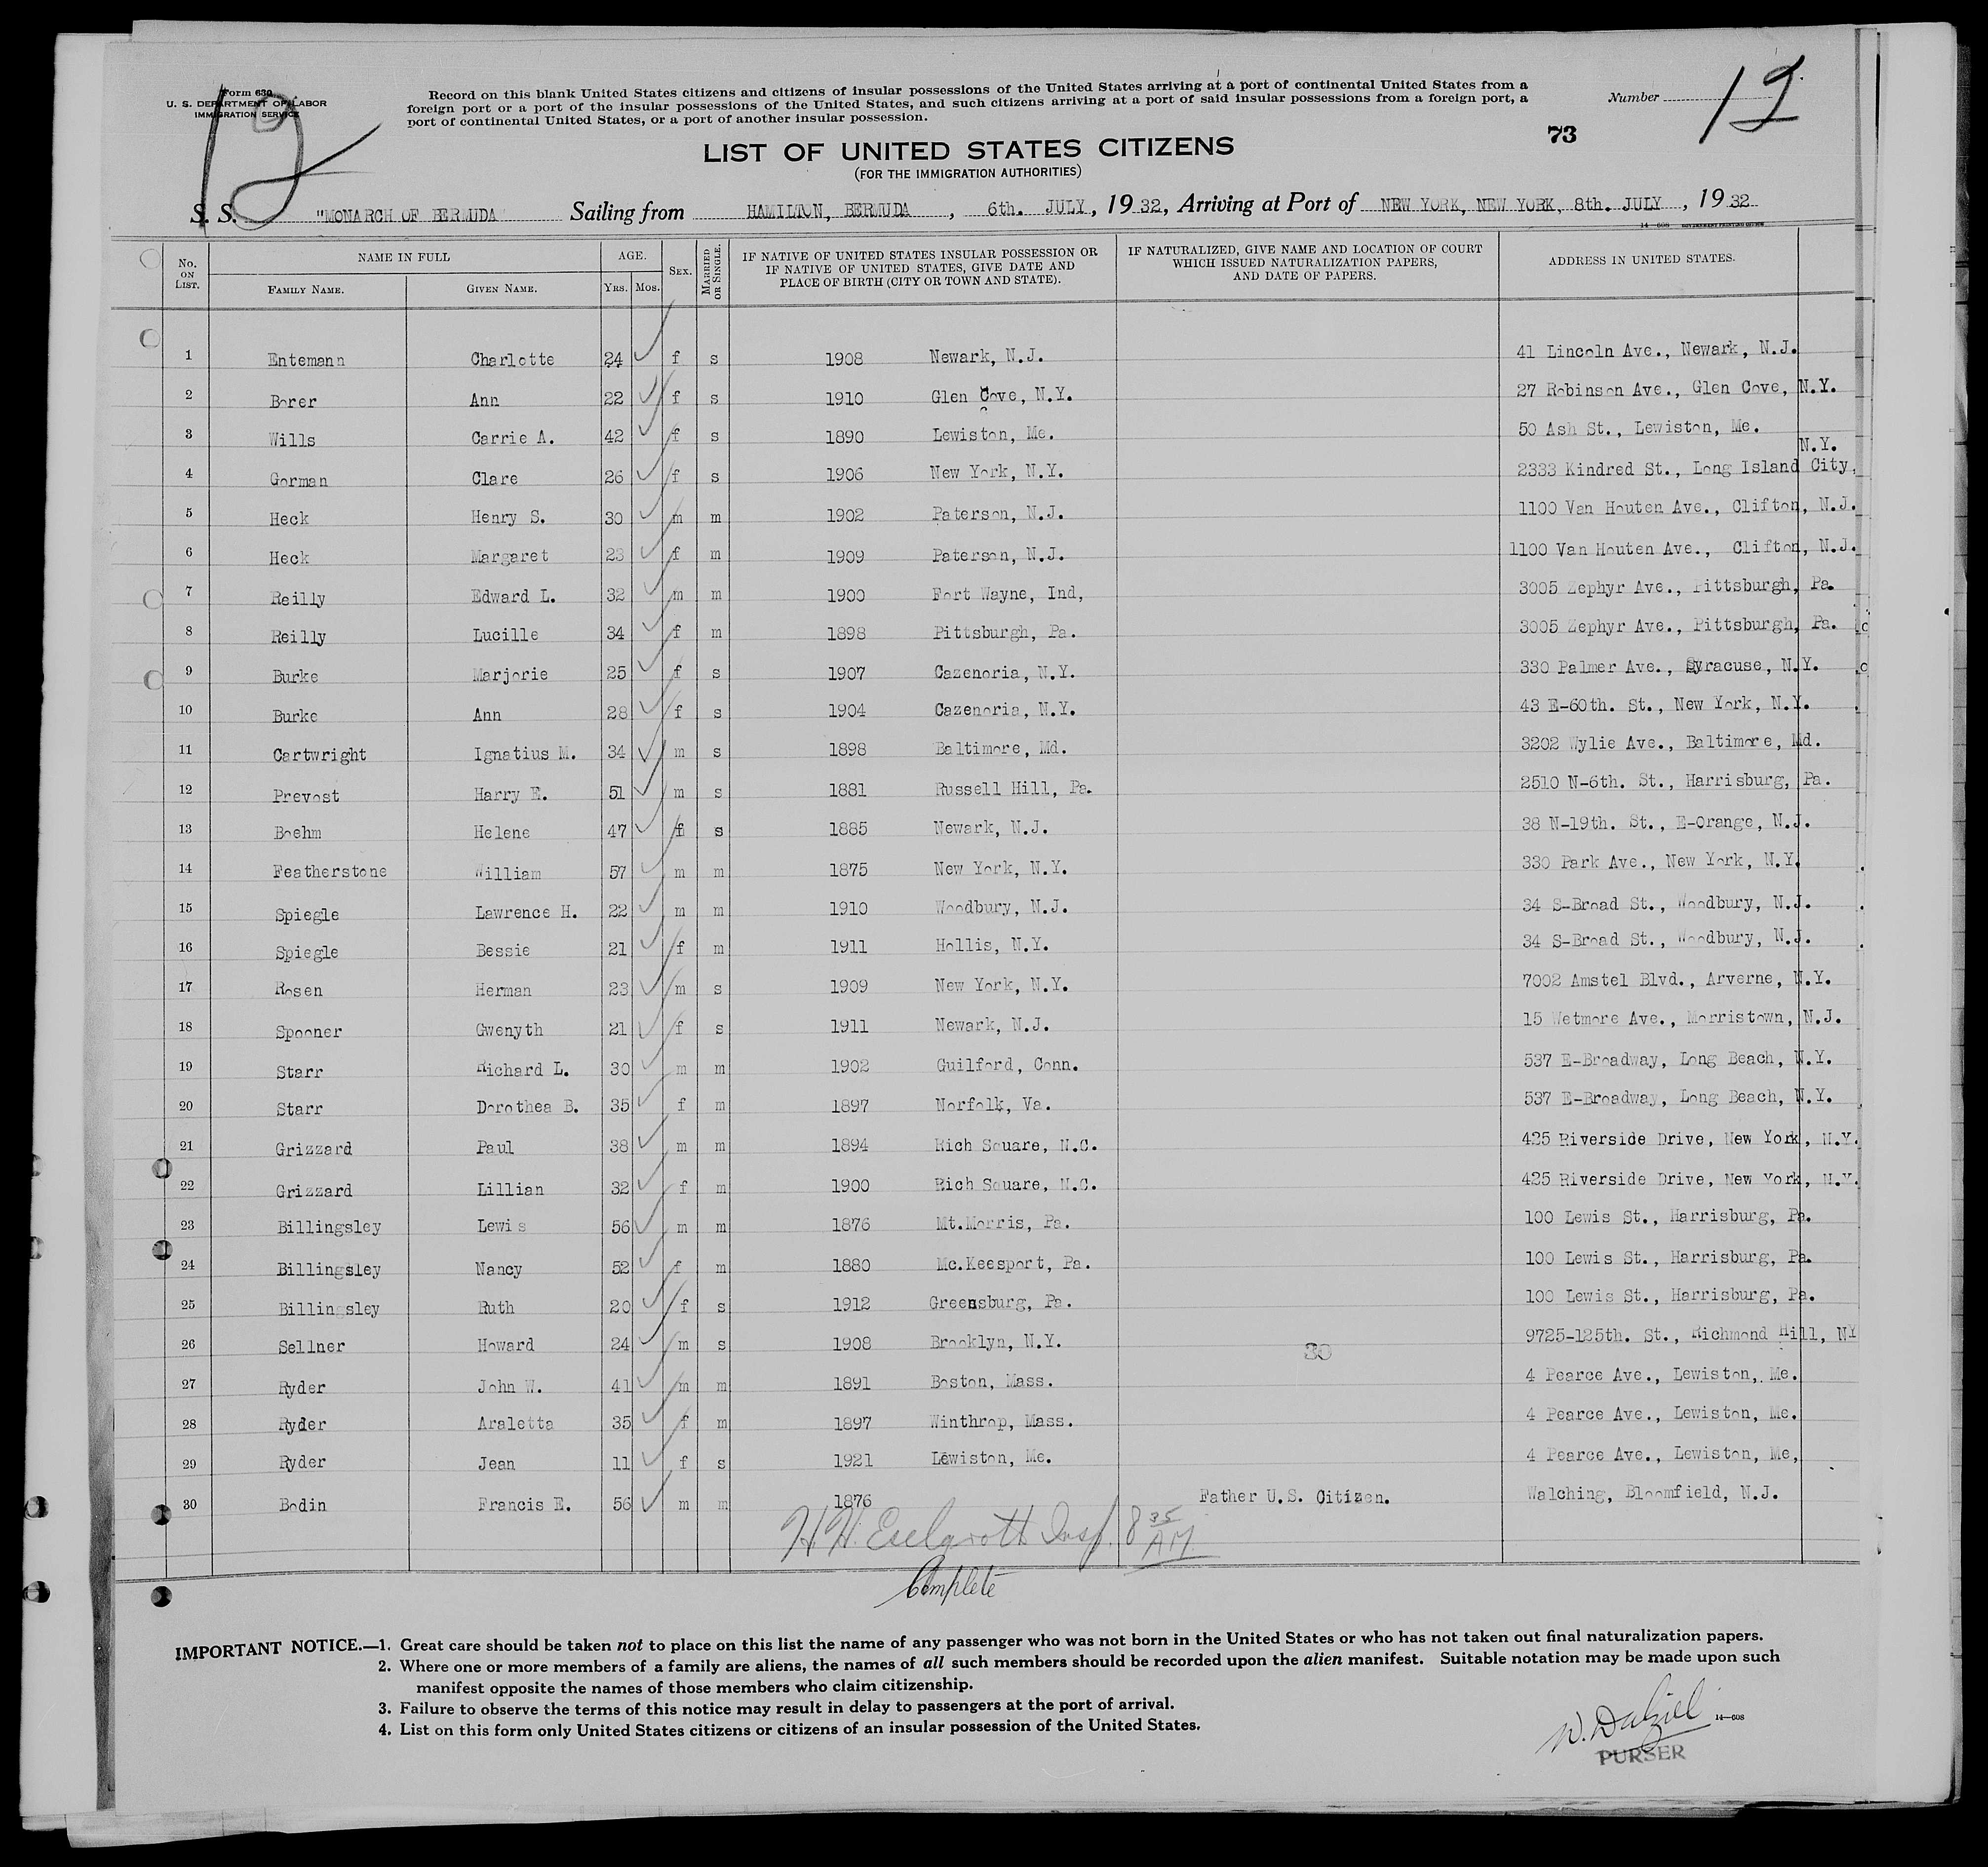 Form 630
U. S. DEPARTMENT OF LABOR
IMMIGRATION SERVICE
12
Record on this blank United States citizens and citizens of insular possessions of the United States arriving at a port of continental United States from a
foreign port or a port of the insular possessions of the United States, and such citizens arriving at a port of said insular possessions from a foreign port, a
port of continental United States, or a port of another insular possession.
Number 12
73
LIST OF UNITED STATES CITIZENS
(FOR THE IMMIGRATION AUTHORITIES)
S. S. "MONARCH OF BERMUDA" Sailing from HAMILTON, BERMUDA, 6th. JULY, 1932, Arriving at Port of NEW YORK, NEW YORK, 8th. JULY, 1932
14—608 GOVERNMENT PRINTING OFFICE
No. ON LIST. NAME IN FULL FAMILY NAME. GIVEN NAME. AGE. YRS. MOS. SEX. MARRIED OR SINGLE. IF NATIVE OF UNITED STATES INSULAR POSSESSION OR IF NATIVE OF UNITED STATES, GIVE DATE AND PLACE OF BIRTH (CITY OR TOWN AND STATE). IF NATURALIZED, GIVE NAME AND LOCATION OF COURT WHICH ISSUED NATURALIZATION PAPERS, AND DATE OF PAPERS. ADDRESS IN UNITED STATES.
1 Entemann Charlotte 24 f s 1908 Newark, N.J. 41 Lincoln Ave., Newark, N.J.
2 Borer Ann 22 f s 1910 Glen Cove, N.Y. 27 Robinson Ave., Glen Cove, N.Y.
3 Wills Carrie A. 42 f s 1890 Lewiston, Me. 50 Ash St., Lewiston, Me.
4 Gorman Clare 26 f s 1906 New York, N.Y. 2333 Kindred St., Long Island City, N.Y.
5 Heck Henry S. 30 m m 1902 Paterson, N.J. 1100 Van Houten Ave., Clifton, N.J.
6 Heck Margaret 23 f m 1909 Paterson, N.J. 1100 Van Houten Ave., Clifton, N.J.
7 Reilly Edward L. 32 m m 1900 Fort Wayne, Ind, 3005 Zephyr Ave., Pittsburgh, Pa.
8 Reilly Lucille 34 f m 1898 Pittsburgh, Pa. 3005 Zephyr Ave., Pittsburgh, Pa.
9 Burke Marjorie 25 f s 1907 Cazenoria, N.Y. 330 Palmer Ave., Syracuse, N.Y.
10 Burke Ann 28 f s 1904 Cazenoria, N.Y. 43 E-60th. St., New York, N.Y.
11 Cartwright Ignatius M. 34 m s 1898 Baltimore, Md. 3202 Wylie Ave., Baltimore, Md.
12 Prevost Harry E. 51 m s 1881 Russell Hill, Pa. 2510 N-6th. St., Harrisburg, Pa.
13 Boehm Helene 47 f s 1885 Newark, N.J. 38 N-19th. St., E-Orange, N.J.
14 Featherstone William 57 m m 1875 New York, N.Y. 330 Park Ave., New York, N.Y.
15 Spiegle Lawrence H. 22 m m 1910 Woodbury, N.J. 34 S-Broad St., Woodbury, N.J.
16 Spiegle Bessie 21 f m 1911 Hollis, N.Y. 34 S-Broad St., Woodbury, N.J.
17 Rosen Herman 23 m s 1909 New York, N.Y. 7002 Amstel Blvd., Arverne, N.Y.
18 Spooner Gwenyth 21 f s 1911 Newark, N.J. 15 Wetmore Ave., Morristown, N.J.
19 Starr Richard L. 30 m m 1902 Guilford, Conn. 537 E-Broadway, Long Beach, N.Y.
20 Starr Dorothea B. 35 f m 1897 Norfolk, Va. 537 E-Broadway, Long Beach, N.Y.
21 Grizzard Paul 38 m m 1894 Rich Square, N.C. 425 Riverside Drive, New York, N.Y.
22 Grizzard Lillian 32 f m 1900 Rich Square, N.C. 425 Riverside Drive, New York, N.Y.
23 Billingsley Lewis 56 m m 1876 Mt.Morris, Pa. 100 Lewis St., Harrisburg, Pa.
24 Billingsley Nancy 52 f m 1880 Mc.Keesport, Pa. 100 Lewis St., Harrisburg, Pa.
25 Billingsley Ruth 20 f s 1912 Greensburg, Pa. 100 Lewis St., Harrisburg, Pa.
26 Sellner Howard 24 m s 1908 Brooklyn, N.Y. 30 9725-125th. St., Richmond Hill, NY
27 Ryder John W. 41 m m 1891 Boston, Mass. 4 Pearce Ave., Lewiston, Me.
28 Ryder Araletta 35 f m 1897 Winthrop, Mass. 4 Pearce Ave., Lewiston, Me.
29 Ryder Jean 11 f s 1921 Lewiston, Me. 4 Pearce Ave., Lewiston, Me,
30 Bodin Francis E. 56 m m 1876 Father U.S. Citizen. Walching, Bloomfield, N.J.
H. H. Insp. 8 35 AM
Complete
IMPORTANT NOTICE.—1. Great care should be taken not to place on this list the name of any passenger who was not born in the United States or who has not taken out final naturalization papers.
2. Where one or more members of a family are aliens, the names of all such members should be recorded upon the alien manifest. Suitable notation may be made upon such
manifest opposite the names of those members who claim citizenship.
3. Failure to observe the terms of this notice may result in delay to passengers at the port of arrival.
4. List on this form only United States citizens or citizens of an insular possession of the United States.
W. Dalziel
14—608
PURSER